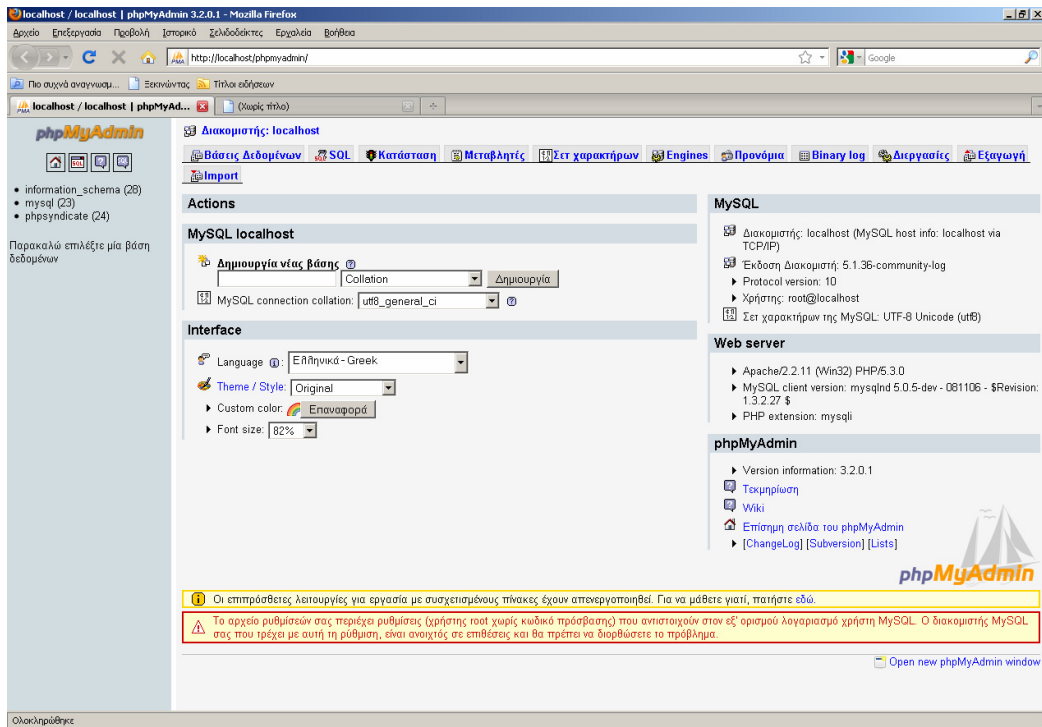 localhost / localhost | phpMyAdmin 3.2.0.1 - Mozilla Firefox
Αρχείο Επεξεργασία Προβολή Ιστορικό Σελιδοδείκτες Εργαλεία Βοήθεια
http://localhost/phpmyadmin/
Google
Πιο συχνά αναγνωσμ... Ξεκινώντας Τίτλοι ειδήσεων
localhost / localhost | phpMyAd... (Χωρίς τίτλο)
phpMyAdmin
information_schema (28)
mysql (23)
phpsyndicate (24)
Παρακαλώ επιλέξτε μία βάση
δεδομένων
Διακομιστής: localhost
Βάσεις Δεδομένων SQL Κατάσταση Μεταβλητές Σετ χαρακτήρων Engines Προνόμια Binary log Διεργασίες Εξαγωγή
Import
Actions
MySQL localhost
Δημιουργία νέας βάσης
Collation Δημιουργία
MySQL connection collation: utf8_general_ci
Interface
Language : Ελληνικά - Greek
Theme / Style: Original
Custom color: Επαναφορά
Font size: 82%
MySQL
Διακομιστής: localhost (MySQL host info: localhost via
TCP/IP)
Έκδοση Διακομιστή: 5.1.36-community-log
Protocol version: 10
Χρήστης: root@localhost
Σετ χαρακτήρων της MySQL: UTF-8 Unicode (utf8)
Web server
Apache/2.2.11 (Win32) PHP/5.3.0
MySQL client version: mysqlnd 5.0.5-dev - 081106 - $Revision:
1.3.2.27 $
PHP extension: mysqli
phpMyAdmin
Version information: 3.2.0.1
Τεκμηρίωση
Wiki
Επίσημη σελίδα του phpMyAdmin
[ChangeLog] [Subversion] [Lists]
phpMyAdmin
Οι επιπρόσθετες λειτουργίες για εργασία με συσχετισμένους πίνακες έχουν απενεργοποιηθεί. Για να μάθετε γιατί, πατήστε εδώ.
Το αρχείο ρυθμίσεών σας περιέχει ρυθμίσεις (χρήστης root χωρίς κωδικό πρόσβασης) που αντιστοιχούν στον εξ' ορισμού λογαριασμό χρήστη MySQL. Ο διακομιστής MySQL
σας που τρέχει με αυτή τη ρύθμιση, είναι ανοιχτός σε επιθέσεις και θα πρέπει να διορθώσετε το πρόβλημα.
Open new phpMyAdmin window
Ολοκληρώθηκε